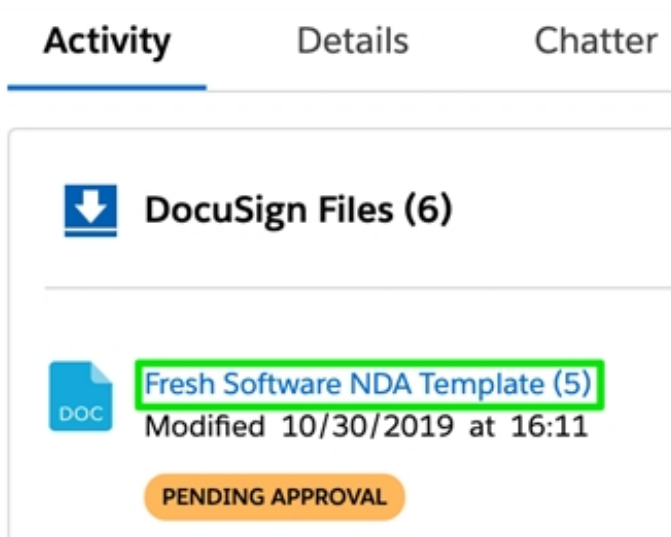 Activity Details Chatter
DocuSign Files (6)
DOC
Fresh Software NDA Template (5)
Modified 10/30/2019 at 16:11
PENDING APPROVAL